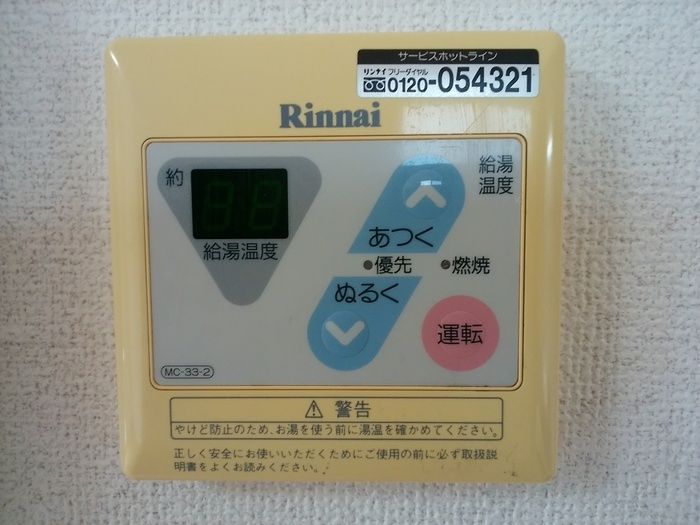 サービスホットライン
リンナイ フリーダイヤル
0120-054321
Rinnai
約
給湯温度
給湯
温度
あつく
優先
燃焼
ぬるく
運転
MC-33-2
警告
やけど防止のため、お湯を使う前に湯温を確かめてください。
正しく安全にお使いいただくためにご使用の前に必ず取扱説
明書をよくお読みください。